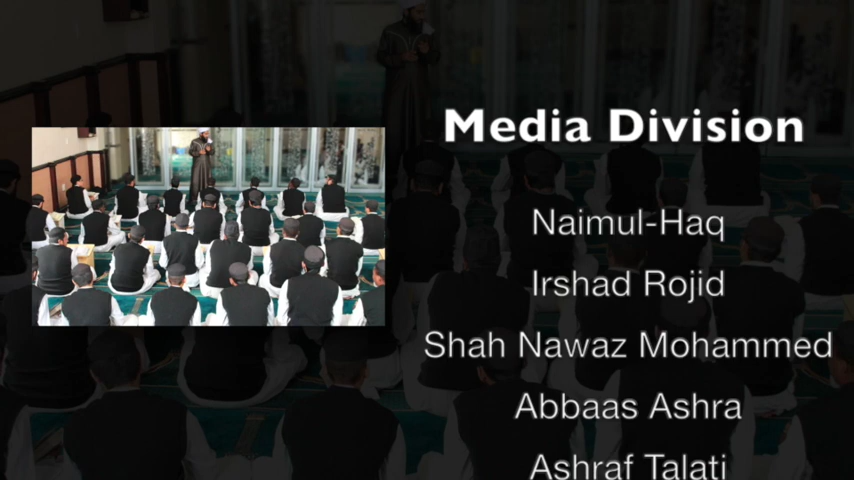 Media Division
Naimul-Haq
Irshad Rojid
Shah Nawaz Mohammed
Abbaas Ashra
Ashraf Talati